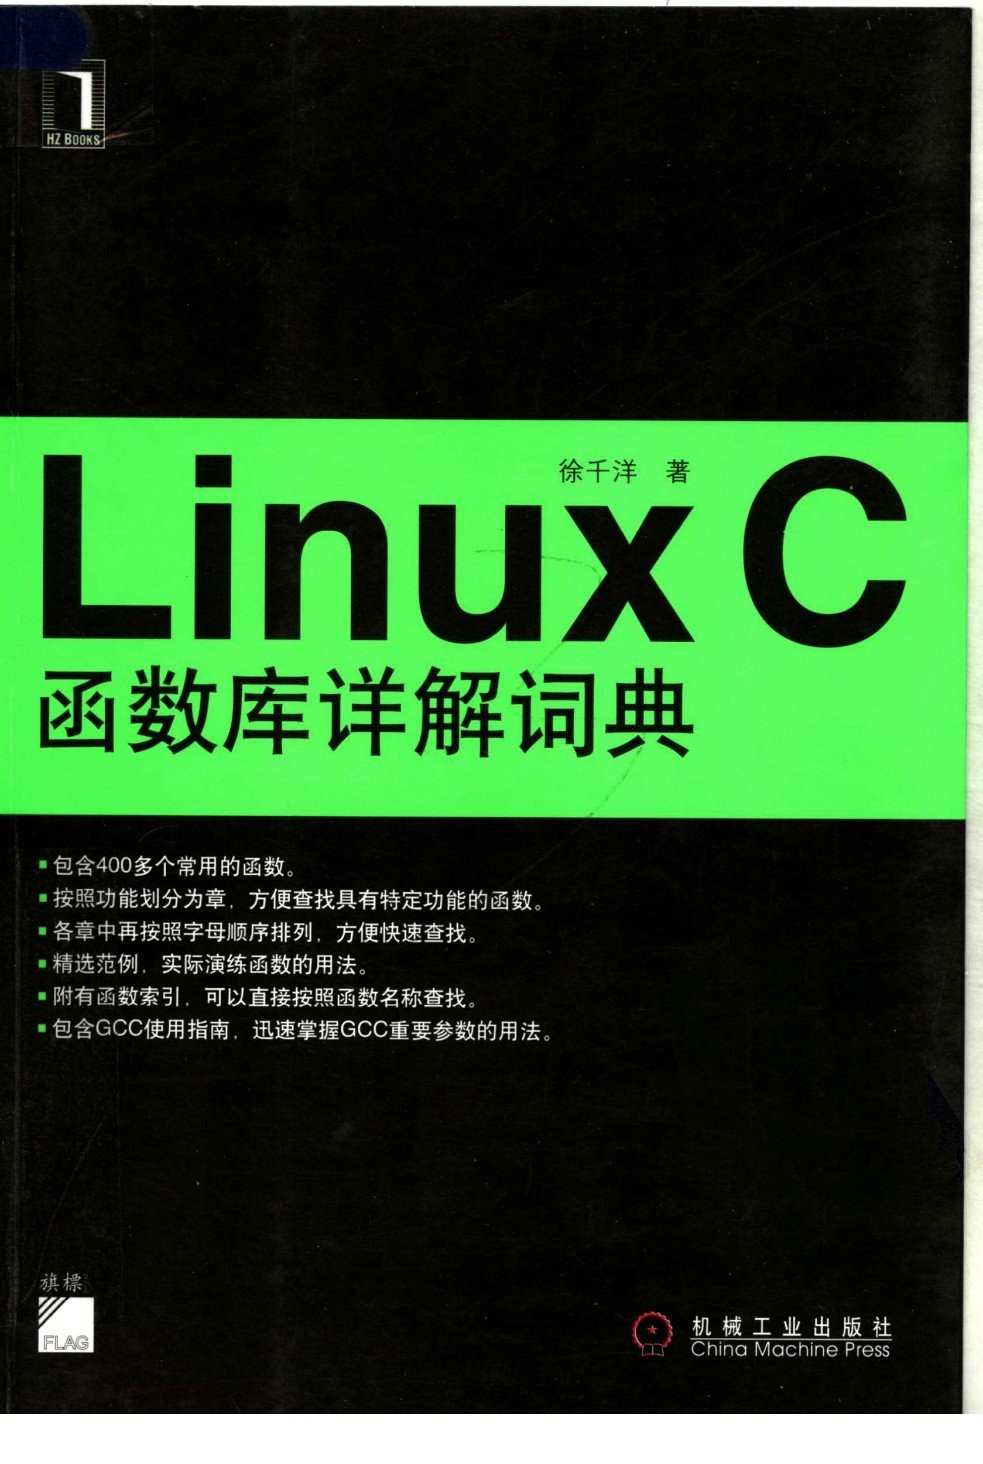 HZ BOOKS
徐千洋 著
Linux C
函数库详解词典
包含400多个常用的函数。
按照功能划分为章，方便查找具有特定功能的函数。
各章中再按照字母顺序排列，方便快速查找。
精选范例，实际演练函数的用法。
附有函数索引，可以直接按照函数名称查找。
包含GCC使用指南，迅速掌握GCC重要参数的用法。
旗標
FLAG
机械工业出版社
China Machine Press